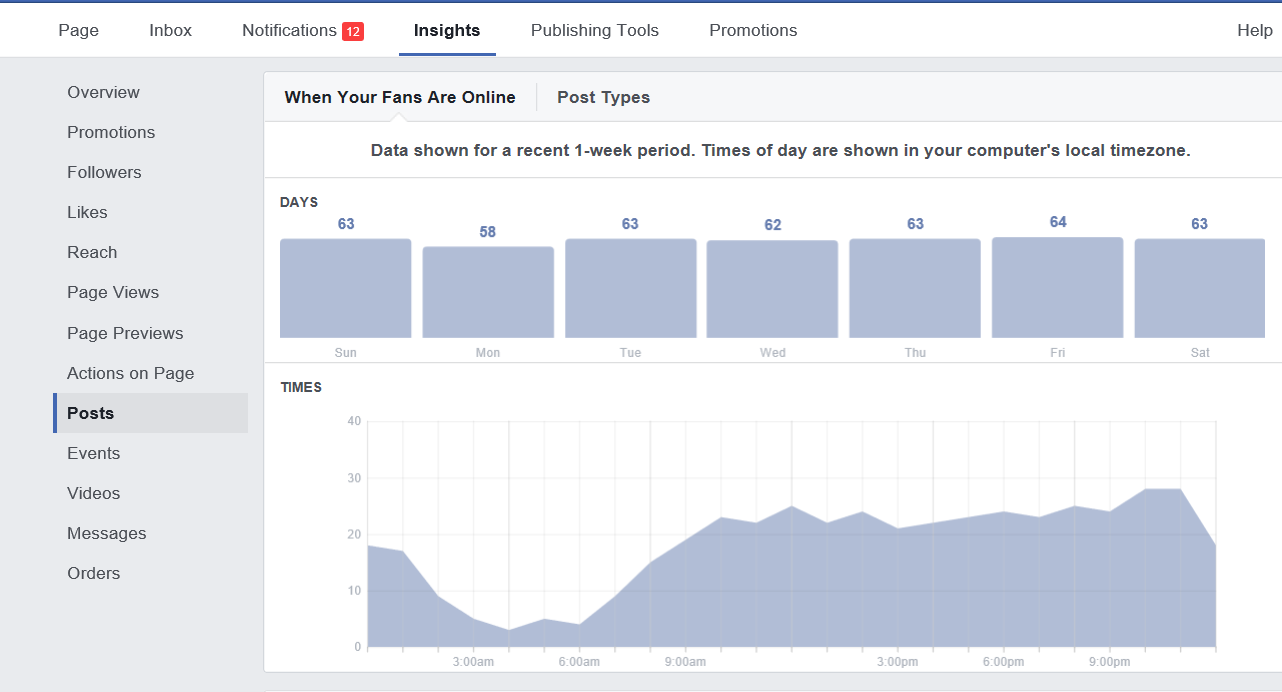 Page Inbox Notifications 12 Insights Publishing Tools Promotions Help
Overview
Promotions
Followers
Likes
Reach
Page Views
Page Previews
Actions on Page
Posts
Events
Videos
Messages
Orders
When Your Fans Are Online Post Types
Data shown for a recent 1-week period. Times of day are shown in your computer's local timezone.
DAYS
63 58 63 62 63 64 63
Sun Mon Tue Wed Thu Fri Sat
TIMES
40
30
20
10
0
3:00am 6:00am 9:00am 3:00pm 6:00pm 9:00pm